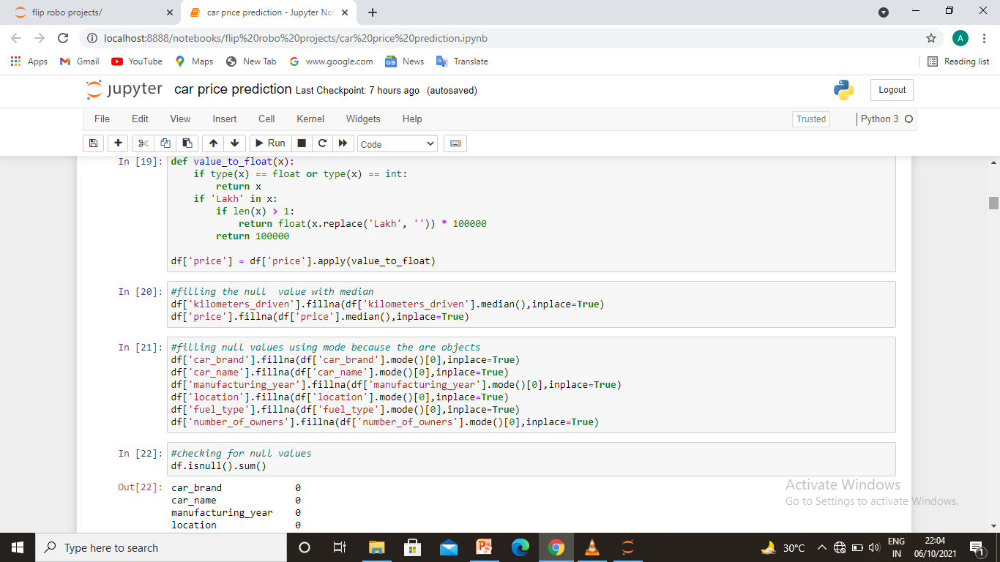 flip robo projects/
car price prediction - Jupyter Not
localhost:8888/notebooks/flip%20robo%20projects/car%20price%20prediction.ipynb
A
Apps Gmail YouTube Maps New Tab www.google.com News Translate Reading list
jupyter car price prediction Last Checkpoint: 7 hours ago (autosaved)
Logout
File Edit View Insert Cell Kernel Widgets Help
Trusted Python 3
Run Code
In [19]: def value_to_float(x):
    if type(x) == float or type(x) == int:
        return x
    if 'Lakh' in x:
        if len(x) > 1:
            return float(x.replace('Lakh', '')) * 100000
        return 100000
df['price'] = df['price'].apply(value_to_float)
In [20]: #filling the null  value with median
df['kilometers_driven'].fillna(df['kilometers_driven'].median(),inplace=True)
df['price'].fillna(df['price'].median(),inplace=True)
In [21]: #filling null values using mode because the are objects
df['car_brand'].fillna(df['car_brand'].mode()[0],inplace=True)
df['car_name'].fillna(df['car_name'].mode()[0],inplace=True)
df['manufacturing_year'].fillna(df['manufacturing_year'].mode()[0],inplace=True)
df['location'].fillna(df['location'].mode()[0],inplace=True)
df['fuel_type'].fillna(df['fuel_type'].mode()[0],inplace=True)
df['number_of_owners'].fillna(df['number_of_owners'].mode()[0],inplace=True)
In [22]: #checking for null values
df.isnull().sum()
Out[22]: car_brand 0
car_name 0
manufacturing_year 0
location 0
Activate Windows
Go to Settings to activate Windows.
Type here to search
30°C
ENG
IN
22:04
06/10/2021
1